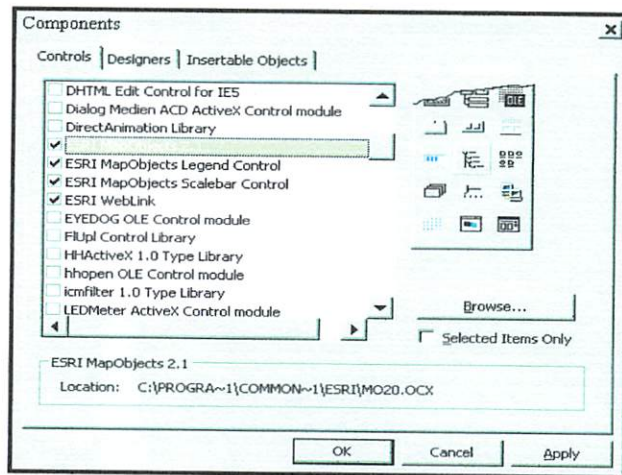 Components
Controls
Designers
Insertable Objects
DHTML Edit Control for IE5
Dialog Medien ACD ActiveX Control module
DirectAnimation Library
ESRI MapObjects Legend Control
ESRI MapObjects Scalebar Control
ESRI WebLink
EYEDOG OLE Control module
FlUpl Control Library
HHActiveX 1.0 Type Library
hhopen OLE Control module
icmfilter 1.0 Type Library
LEDMeter ActiveX Control module
OLE
Browse...
Selected Items Only
ESRI MapObjects 2.1
Location: C:\PROGRA~1\COMMON~1\ESRI\MO20.OCX
OK
Cancel
Apply